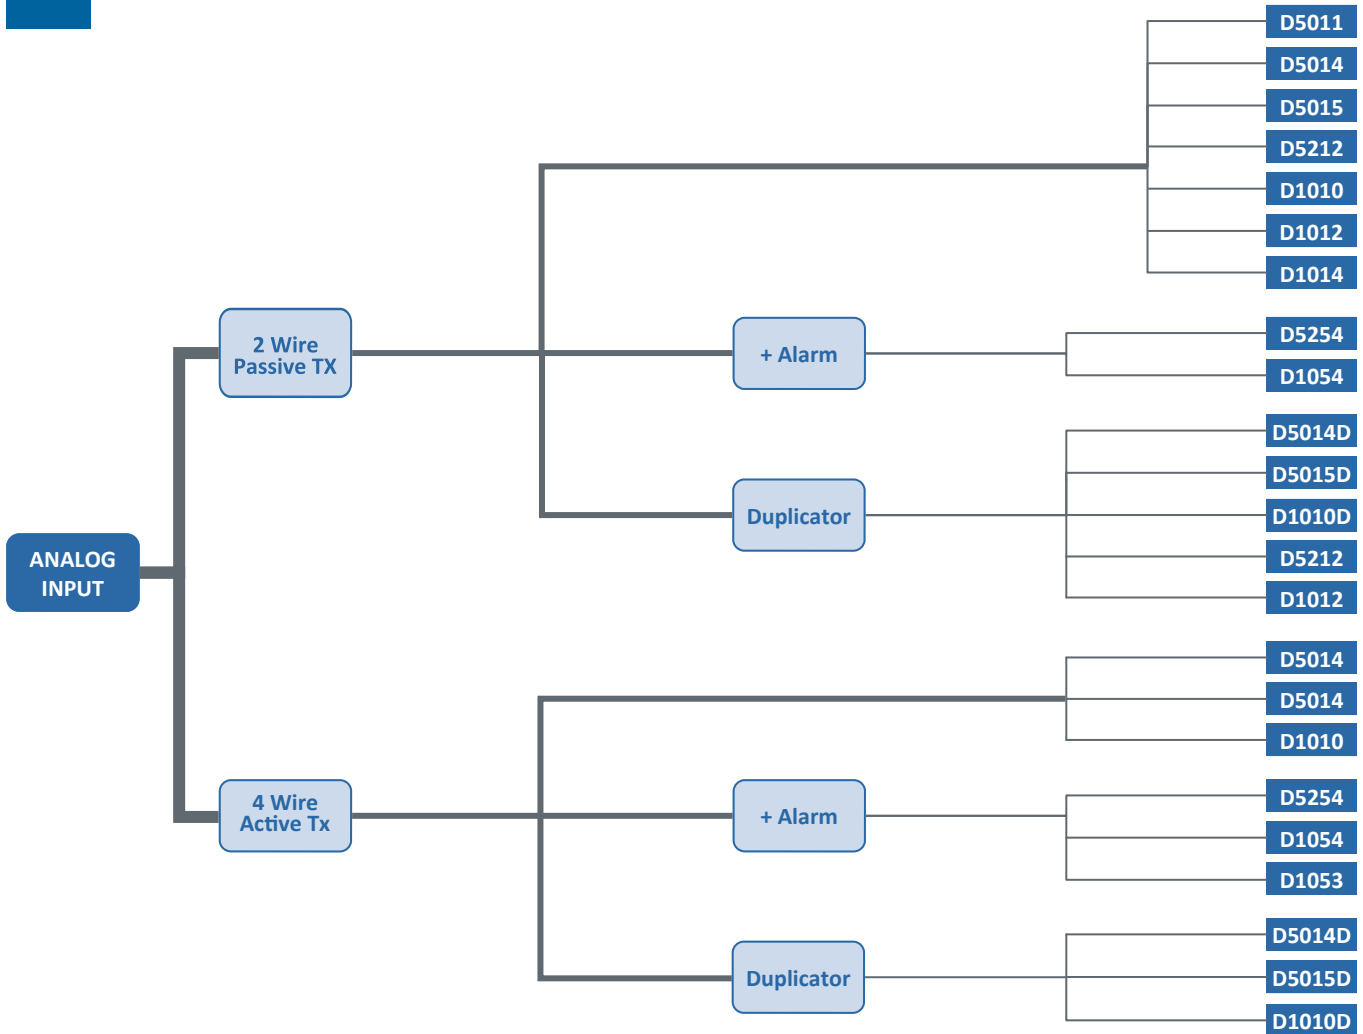 D5011
D5014
D5015
D5212
D1010
D1012
D1014
2 Wire
Passive TX
+ Alarm
D5254
D1054
Duplicator
D5014D
D5015D
D1010D
D5212
D1012
ANALOG
INPUT
D5014
D5014
D1010
4 Wire
Active Tx
+ Alarm
D5254
D1054
D1053
Duplicator
D5014D
D5015D
D1010D